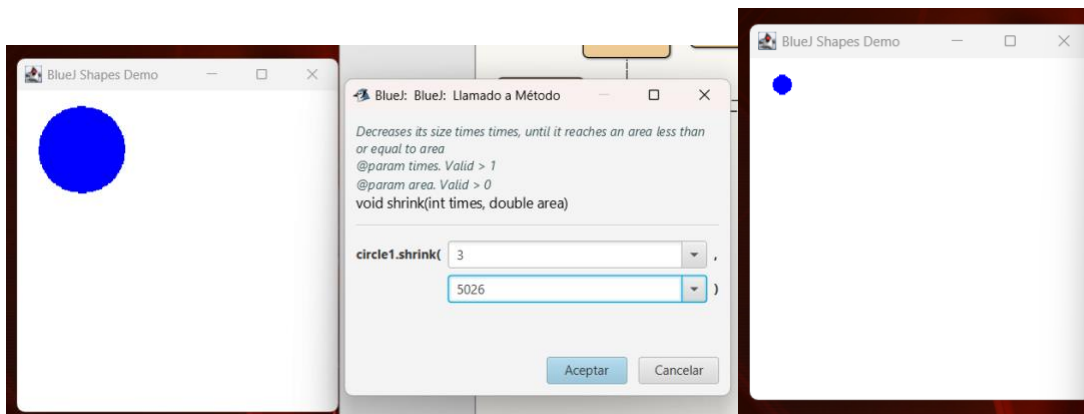 BlueJ Shapes Demo
BlueJ: BlueJ: Llamado a Método
Decreases its size times times, until it reaches an area less than
or equal to area
@param times. Valid > 1
@param area. Valid > 0
void shrink(int times, double area)
circle1.shrink( 3 ,
5026 )
Aceptar Cancelar
BlueJ Shapes Demo